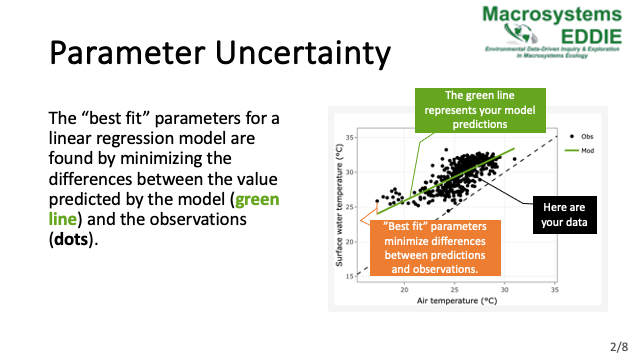 Macrosystems
EDDIE
Environmental Data-Driven Inquiry & Exploration
in Macrosystems Ecology
Parameter Uncertainty
The “best fit” parameters for a
linear regression model are
found by minimizing the
differences between the value
predicted by the model (green
line) and the observations
(dots).
The green line
represents your model
predictions
Obs
Mod
Here are
your data
“Best fit” parameters
minimize differences
between predictions
and observations.
Surface water temperature (°C)
35
30
25
20
15
20
25
30
35
Air temperature (°C)
2/8